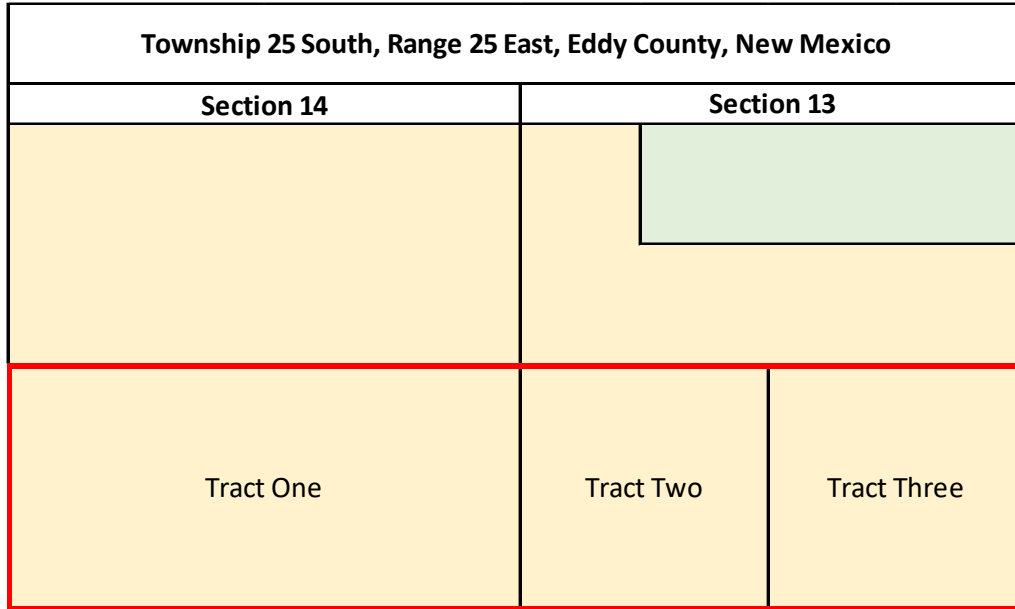 Township 25 South, Range 25 East, Eddy County, New Mexico
Section 14 Section 13
Tract One Tract Two Tract Three